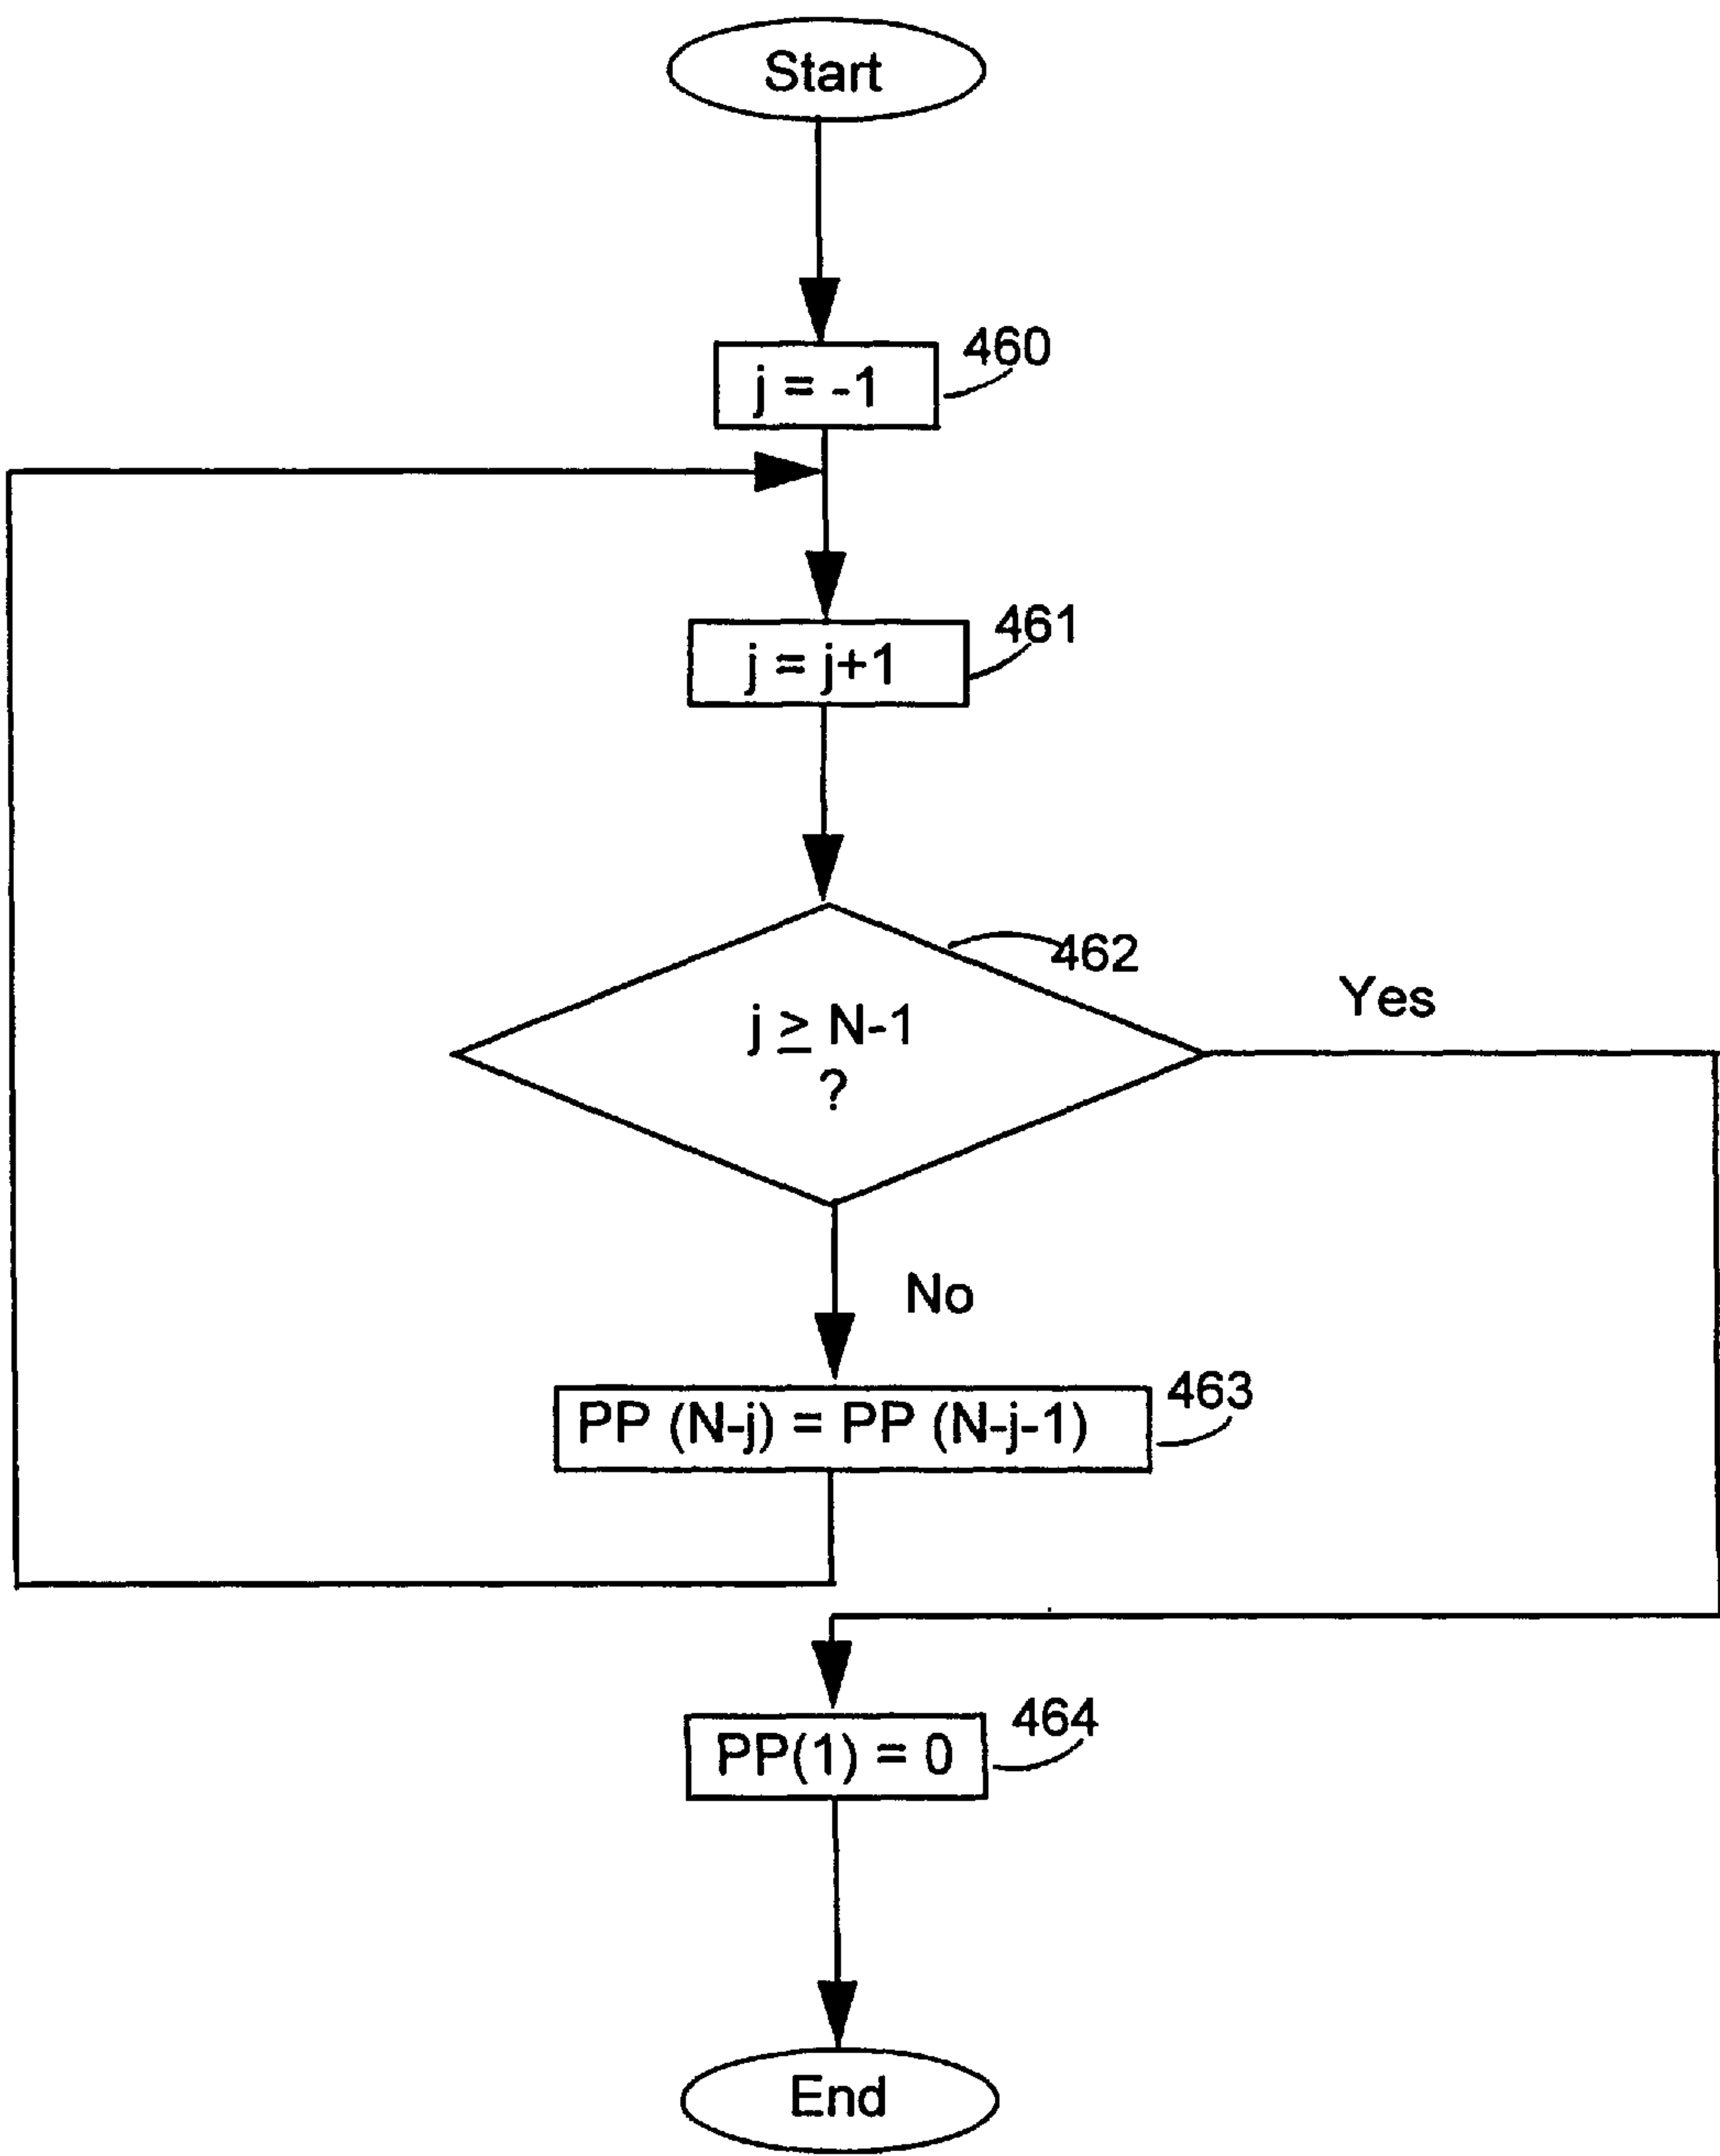 Start
460
j = -1
461
j = j+1
462
Yes
j ≥ N-1
?
No
463
PP (N-j) = PP (N-j-1)
464
PP(1) = 0
End